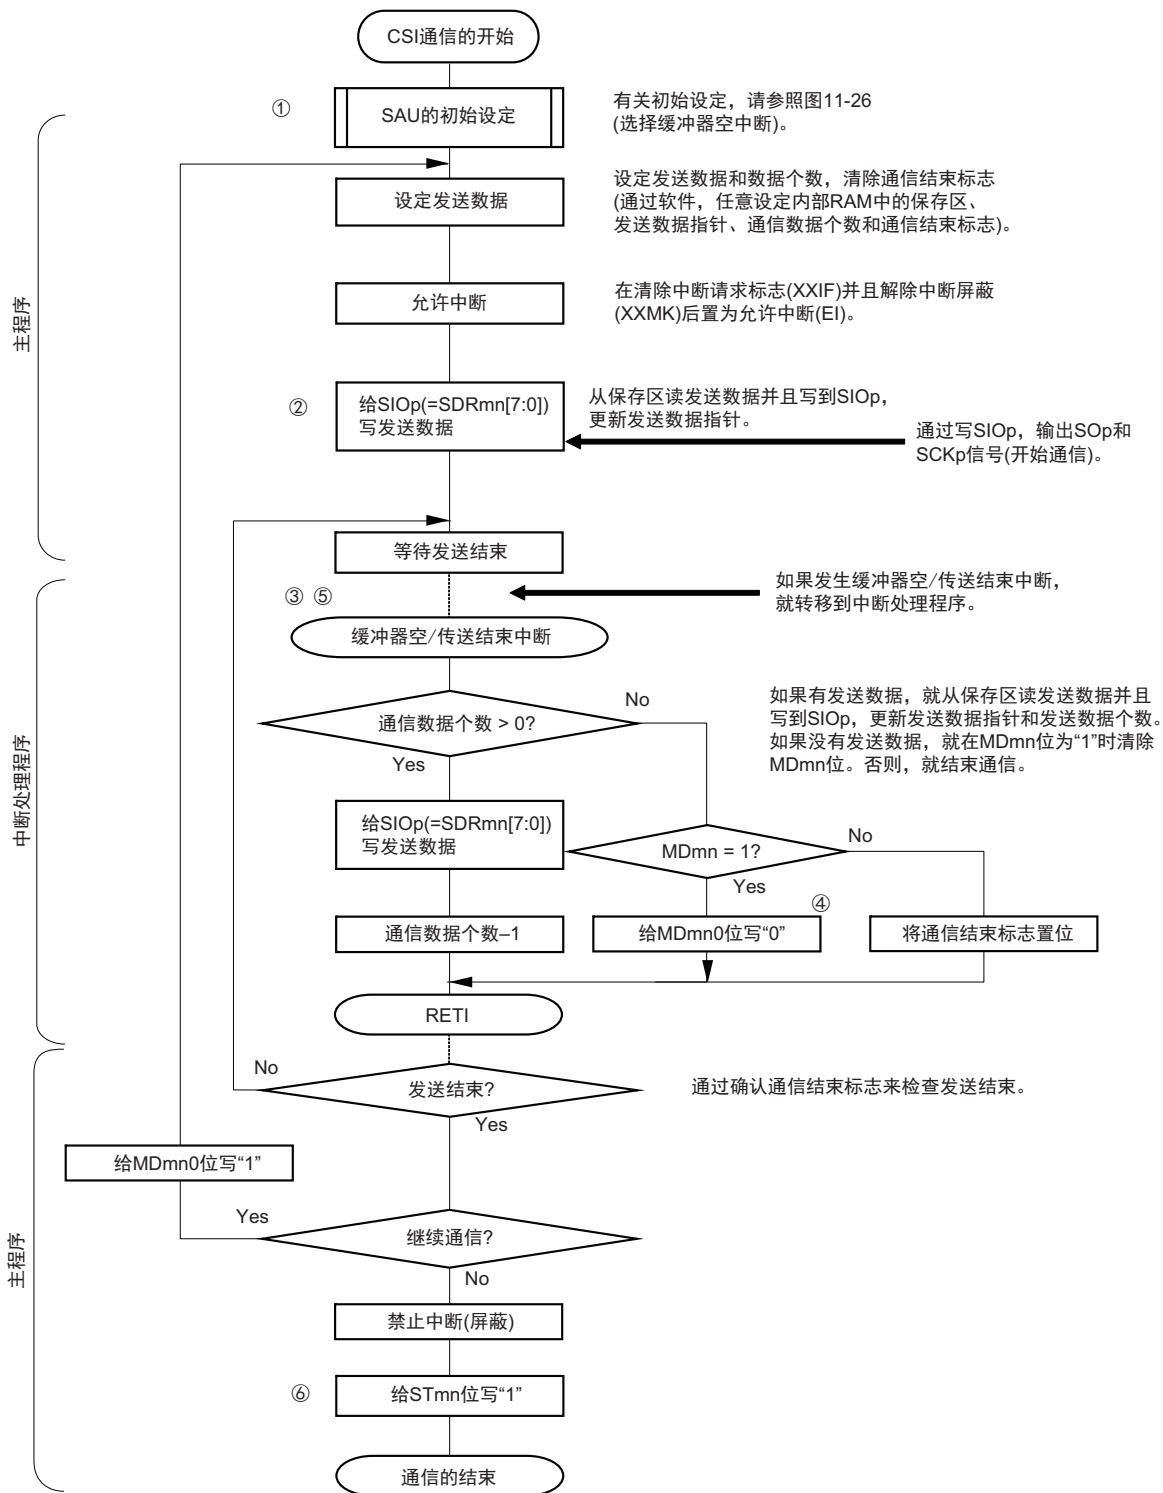 CSI通信的开始
①
SAU的初始设定
有关初始设定，请参照图11-26
(选择缓冲器空中断)。
设定发送数据
设定发送数据和数据个数，清除通信结束标志
(通过软件，任意设定内部RAM中的保存区、
发送数据指针、通信数据个数和通信结束标志)。
主程序
允许中断
在清除中断请求标志(XXIF)并且解除中断屏蔽
(XXMK)后置为允许中断(EI)。
②
给SIOp(=SDRmn[7:0])
写发送数据
从保存区读发送数据并且写到SIOp，
更新发送数据指针。
通过写SIOp，输出SOp和
SCKp信号(开始通信)。
等待发送结束
③ ⑤
如果发生缓冲器空/传送结束中断，
就转移到中断处理程序。
缓冲器空/传送结束中断
中断处理程序
通信数据个数 > 0?
No
Yes
如果有发送数据，就从保存区读发送数据并且
写到SIOp，更新发送数据指针和发送数据个数。
如果没有发送数据，就在MDmn位为“1”时清除
MDmn位。否则，就结束通信。
给SIOp(=SDRmn[7:0])
写发送数据
MDmn = 1?
No
Yes
④
通信数据个数–1
给MDmn0位写“0”
将通信结束标志置位
RETI
主程序
No
发送结束?
Yes
通过确认通信结束标志来检查发送结束。
给MDmn0位写“1”
Yes
继续通信?
No
禁止中断(屏蔽)
⑥
给STmn位写“1”
通信的结束